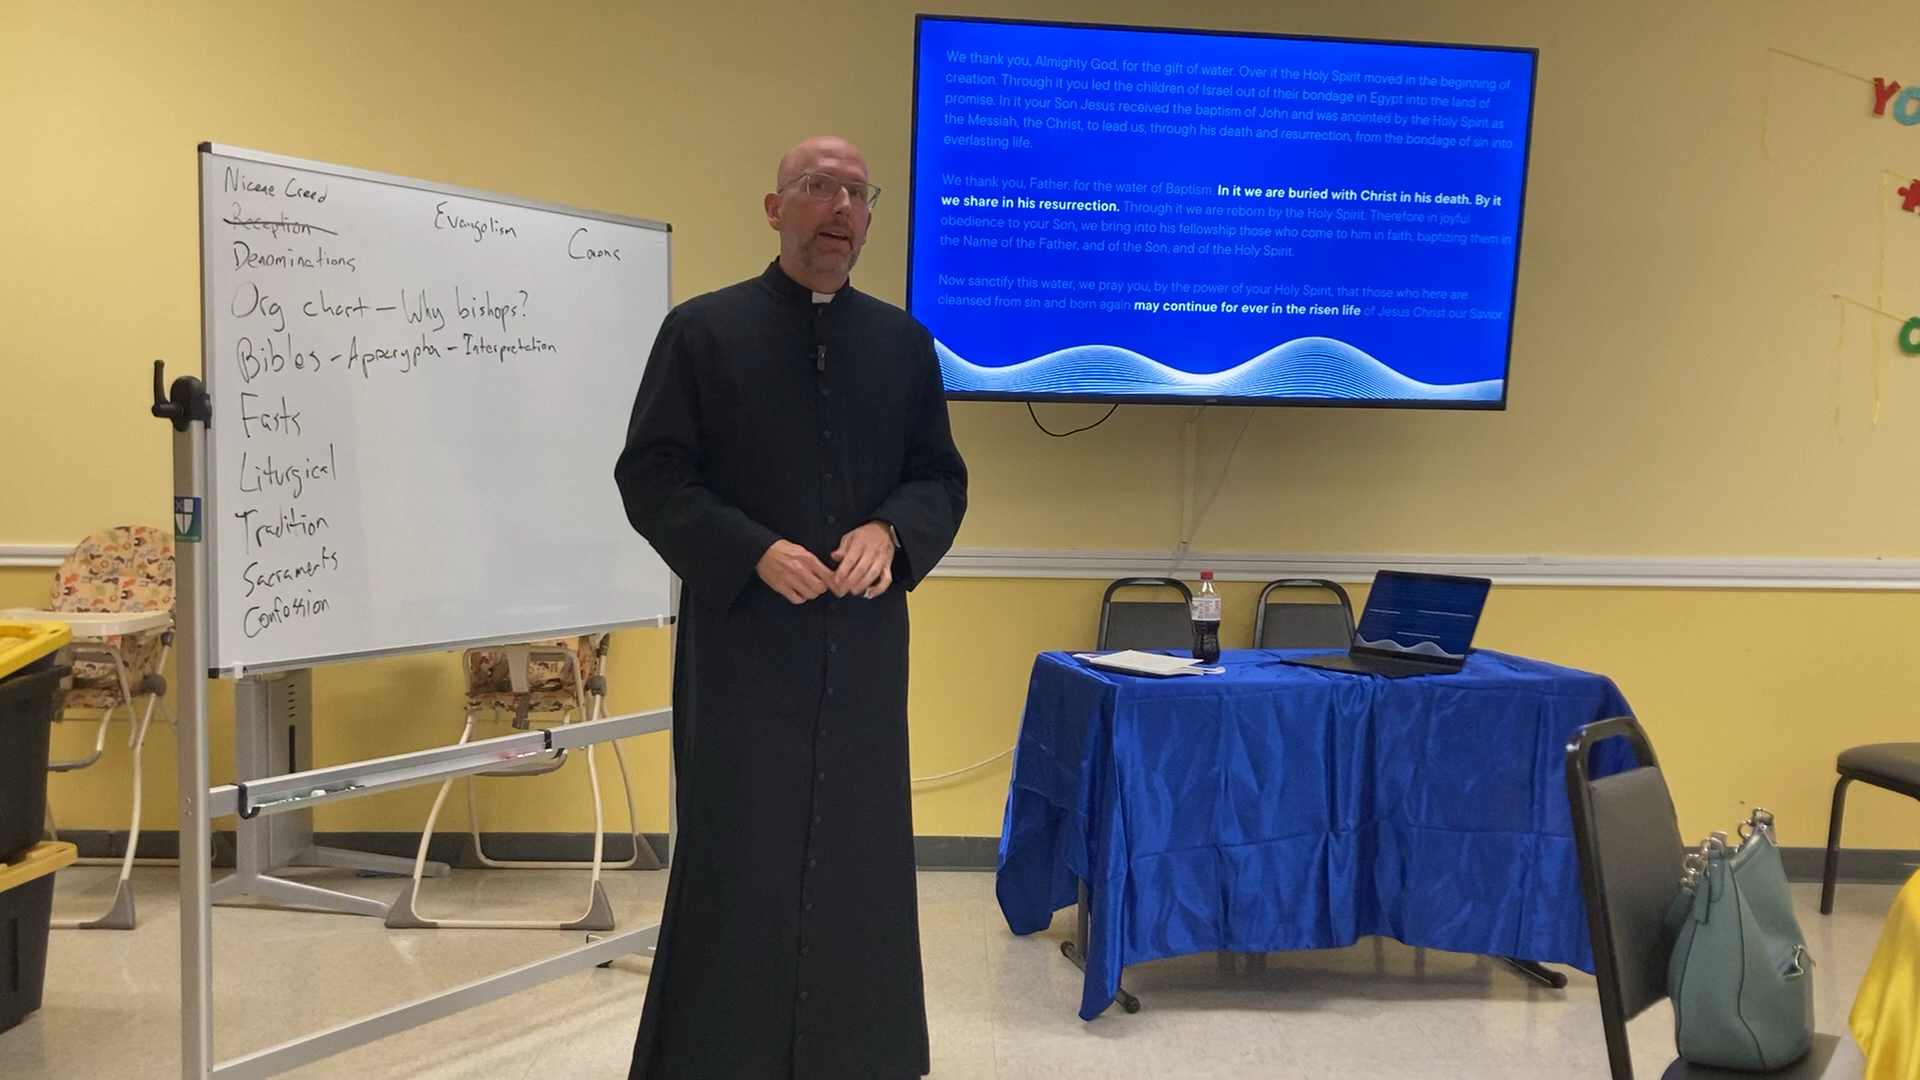 Nicene Creed
Reception
Denominations
Org chart - Why bishops?
Bibles - Apocrypha - Interpretation
Fasts
Liturgical
Tradition
Sacraments
Confession
Evangelism
Canons
We thank you, Almighty God, for the gift of water. Over it the Holy Spirit moved in the beginning of
creation. Through it you led the children of Israel out of their bondage in Egypt into the land of
promise. In it your Son Jesus received the baptism of John and was anointed by the Holy Spirit as
the Messiah, the Christ, to lead us, through his death and resurrection, from the bondage of sin into
everlasting life.
We thank you, Father, for the water of Baptism. In it we are buried with Christ in his death. By it
we share in his resurrection. Through it we are reborn by the Holy Spirit. Therefore in joyful
obedience to your Son, we bring into his fellowship those who come to him in faith, baptizing them in
the Name of the Father, and of the Son, and of the Holy Spirit.
Now sanctify this water, we pray you, by the power of your Holy Spirit, that those who here are
cleansed from sin and born again may continue for ever in the risen life of Jesus Christ our Savior.
YO